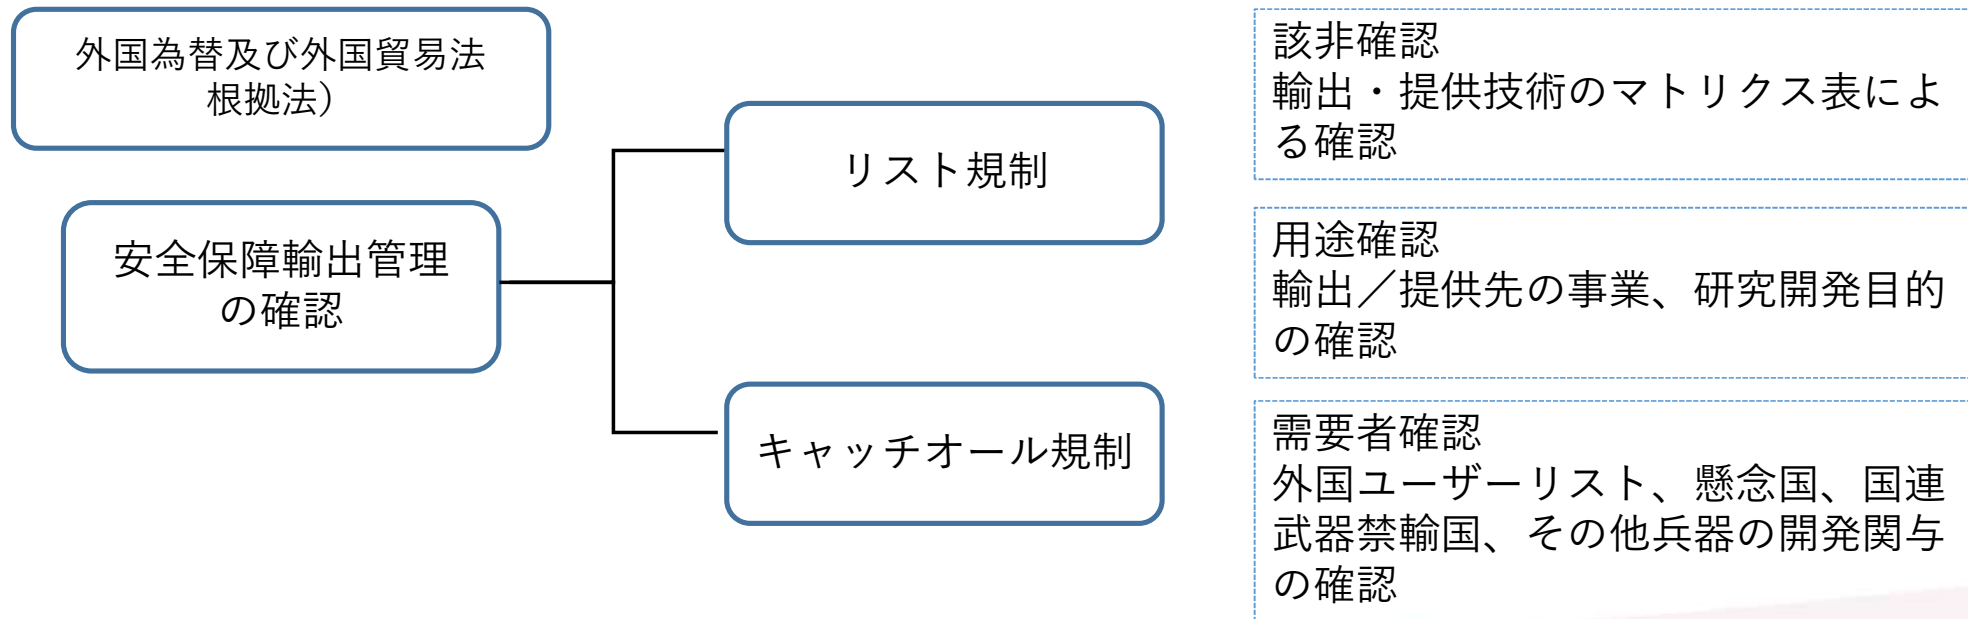 外国為替及び外国貿易法
根拠法）
安全保障輸出管理
の確認
リスト規制
キャッチオール規制
該非確認
輸出・提供技術のマトリクス表によ
る確認
用途確認
輸出／提供先の事業、研究開発目的
の確認
需要者確認
外国ユーザーリスト、懸念国、国連
武器禁輸国、その他兵器の開発関与
の確認